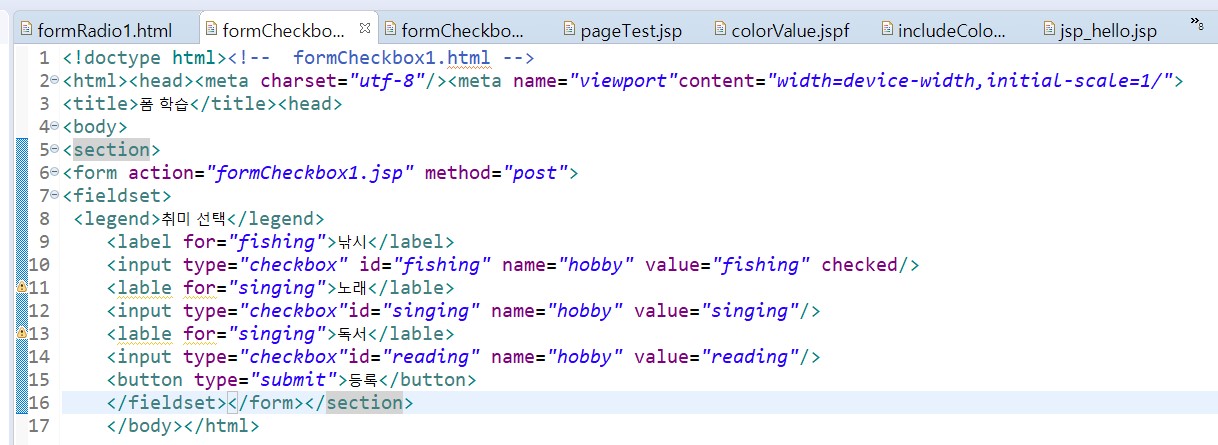 formRadio1.html formCheckbo... formCheckbo... pageTest.jsp colorValue.jspf includeColo... jsp_hello.jsp »8
1 <!doctype html><!-- formCheckbox1.html -->
2 <html><head><meta charset="utf-8"/><meta name="viewport"content="width=device-width,initial-scale=1/">
3 <title>폼 학습</title><head>
4 <body>
5 <section>
6 <form action="formCheckbox1.jsp" method="post">
7 <fieldset>
8 <legend>취미 선택</legend>
9 <label for="fishing">낚시</label>
10 <input type="checkbox" id="fishing" name="hobby" value="fishing" checked/>
11 <lable for="singing">노래</lable>
12 <input type="checkbox"id="singing" name="hobby" value="singing"/>
13 <lable for="singing">독서</lable>
14 <input type="checkbox"id="reading" name="hobby" value="reading"/>
15 <button type="submit">등록</button>
16 </fieldset></form></section>
17 </body></html>